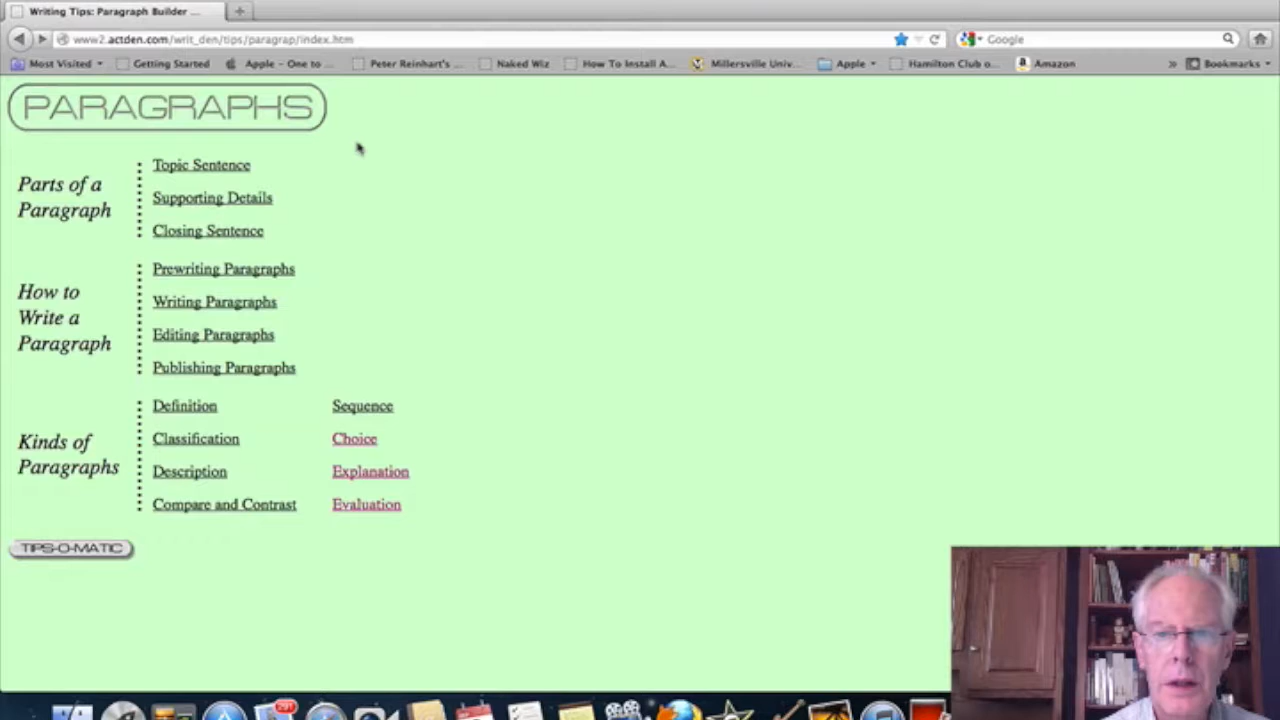 Writing Tips: Paragraph Builder ...
www2.actden.com/writ_den/tips/paragrap/index.htm
Google
Most Visited
Getting Started
Apple – One to ...
Peter Reinhart's ...
Naked Wiz
How To Install A...
Millersville Univ...
Apple
Hamilton Club o...
Amazon
Bookmarks
PARAGRAPHS
Parts of a
Paragraph
Topic Sentence
Supporting Details
Closing Sentence
How to
Write a
Paragraph
Prewriting Paragraphs
Writing Paragraphs
Editing Paragraphs
Publishing Paragraphs
Kinds of
Paragraphs
Definition Sequence
Classification Choice
Description Explanation
Compare and Contrast Evaluation
TIPS-O-MATIC
291